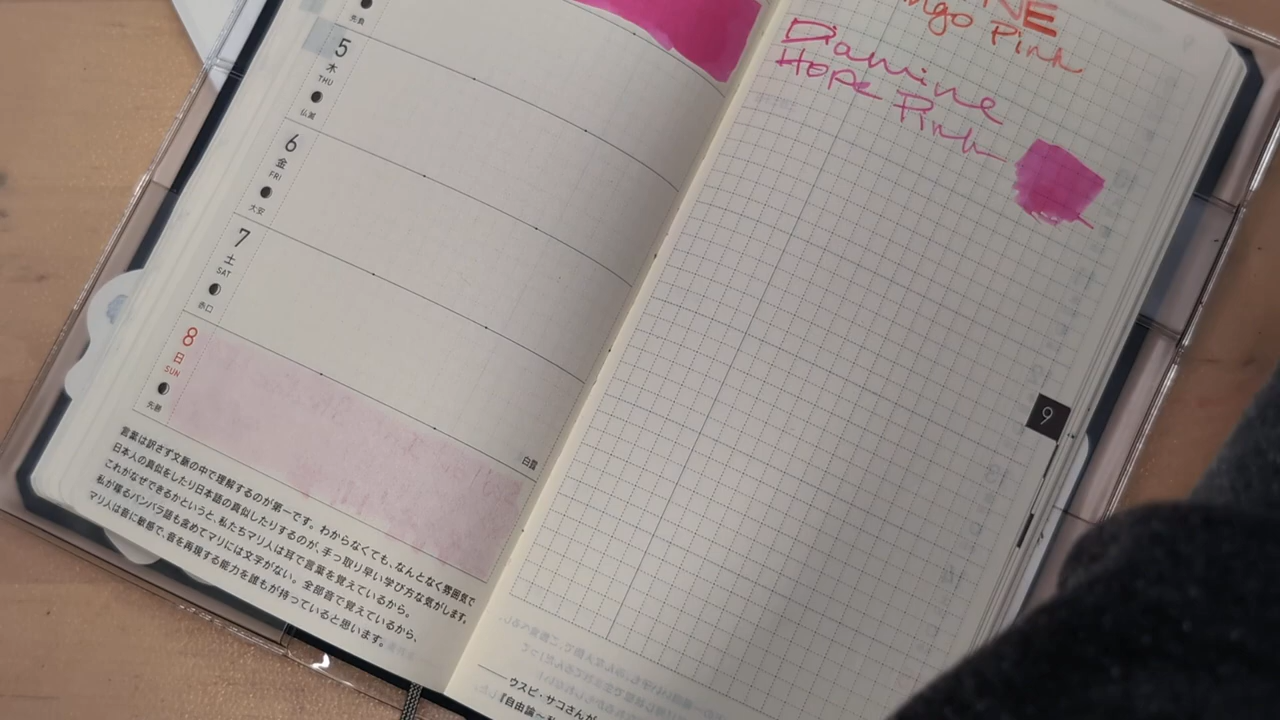 先負
5
木
THU
仏滅
6
金
FRI
大安
7
土
SAT
赤口
8
日
SUN
先勝
白露
言葉は訳さず文脈の中で理解するのが第一です。わからなくても、なんとなく雰囲気で
日本人の真似をしたり日本語の真似したりするのが、手っ取り早い学び方な気がします。
これがなぜできるかというと、私たちマリ人は耳で言葉を覚えているから。
私が喋るバンバラ語も含めてマリには文字がない。全部音で覚えているから、
マリ人は音に敏感で、音を再現する能力を誰もが持っていると思います。
NE
ngo Pink
Diamine
Hope Pink
9
ウスビ・サコさんが
『自由論〜